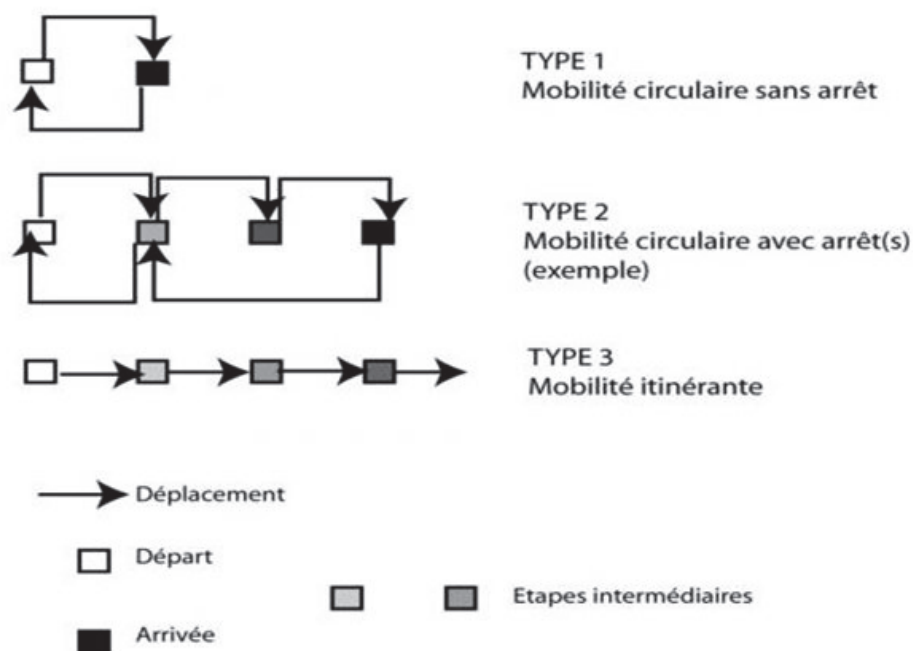 TYPE 1
Mobilité circulaire sans arrêt
TYPE 2
Mobilité circulaire avec arrêt(s)
(exemple)
TYPE 3
Mobilité itinérante
Déplacement
Départ
Etapes intermédiaires
Arrivée